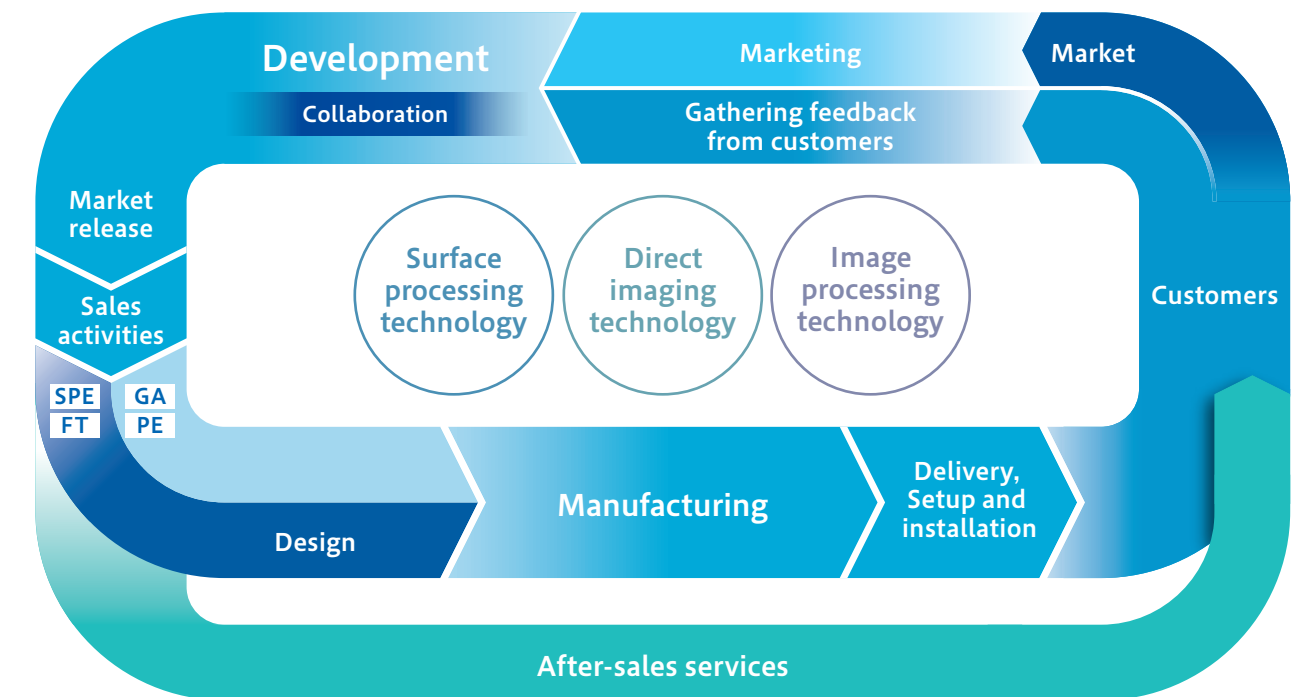 Development
Collaboration
Marketing
Gathering feedback
from customers
Market
Market
release
Sales
activities
SPE
GA
FT
PE
Surface
processing
technology
Direct
imaging
technology
Image
processing
technology
Customers
Design
Manufacturing
Delivery,
Setup and
installation
After-sales services